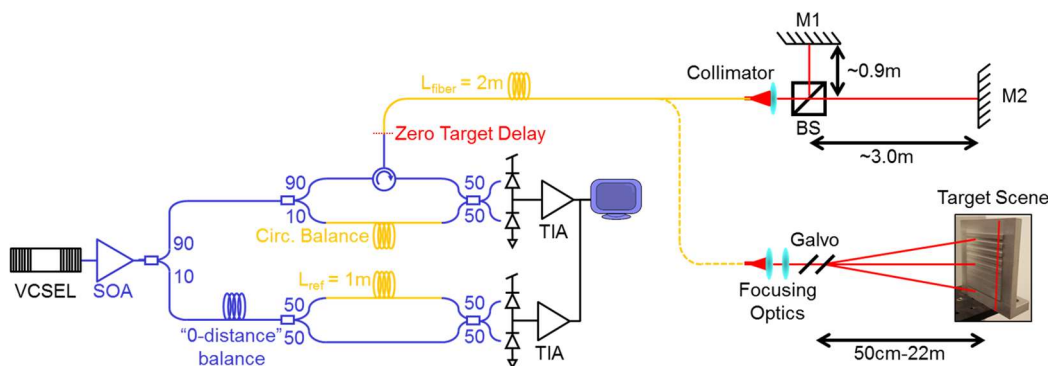 M1
Collimator
~0.9m
M2
L_fiber = 2m
BS
Zero Target Delay
~3.0m
90
10
50
50
TIA
Circ. Balance
Target Scene
90
10
VCSEL
SOA
L_ref = 1m
Galvo
50
50
50
50
Focusing
Optics
"0-distance"
balance
TIA
50cm-22m